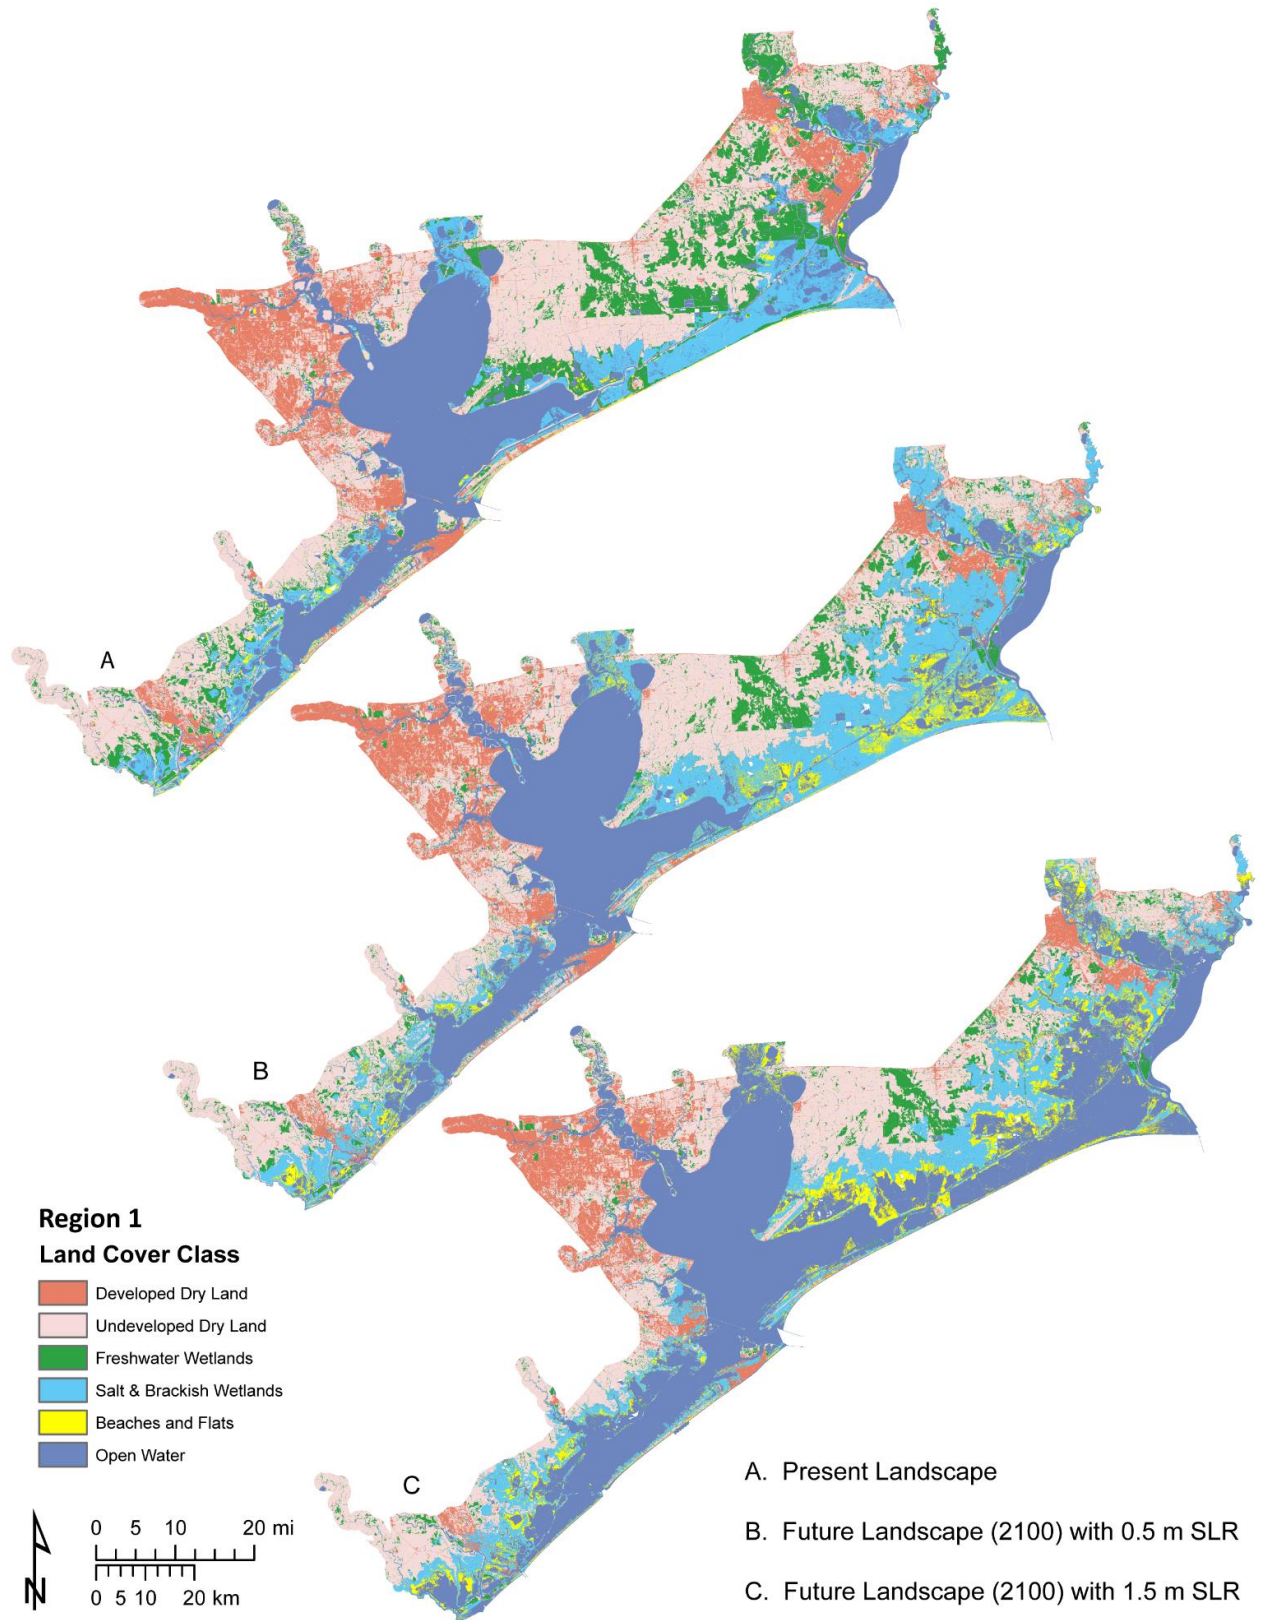 A
B
Region 1
Land Cover Class
Developed Dry Land
Undeveloped Dry Land
Freshwater Wetlands
Salt & Brackish Wetlands
Beaches and Flats
Open Water
C
A. Present Landscape
B. Future Landscape (2100) with 0.5 m SLR
C. Future Landscape (2100) with 1.5 m SLR
0 5 10 20 mi
0 5 10 20 km
N